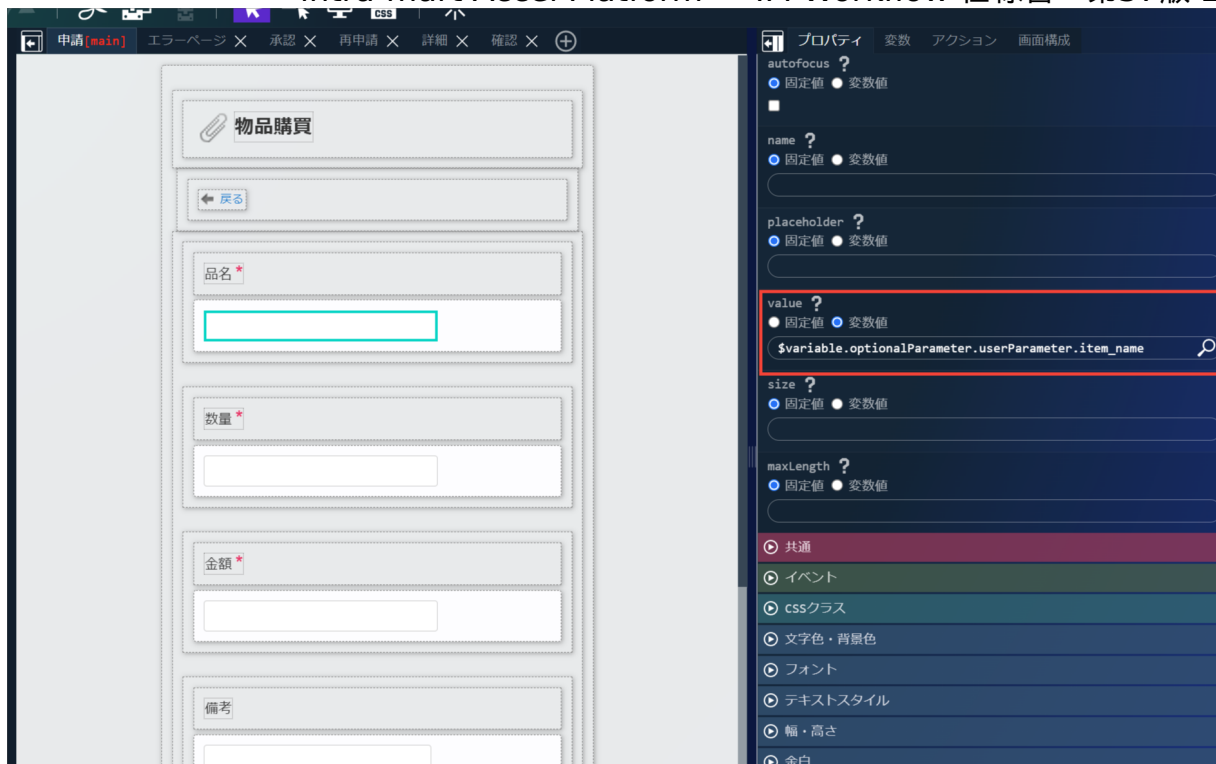 css
申請[main] エラーページ 承認 再申請 詳細 確認
プロパティ 変数 アクション 画面構成
autofocus ?
固定値 変数値
物品購買
name ?
固定値 変数値
戻る
placeholder ?
固定値 変数値
品名 *
value ?
固定値 変数値
$variable.optionalParameter.userParameter.item_name
size ?
固定値 変数値
数量 *
maxLength ?
固定値 変数値
共通
金額 *
イベント
cssクラス
文字色・背景色
フォント
備考
テキストスタイル
幅・高さ
余白